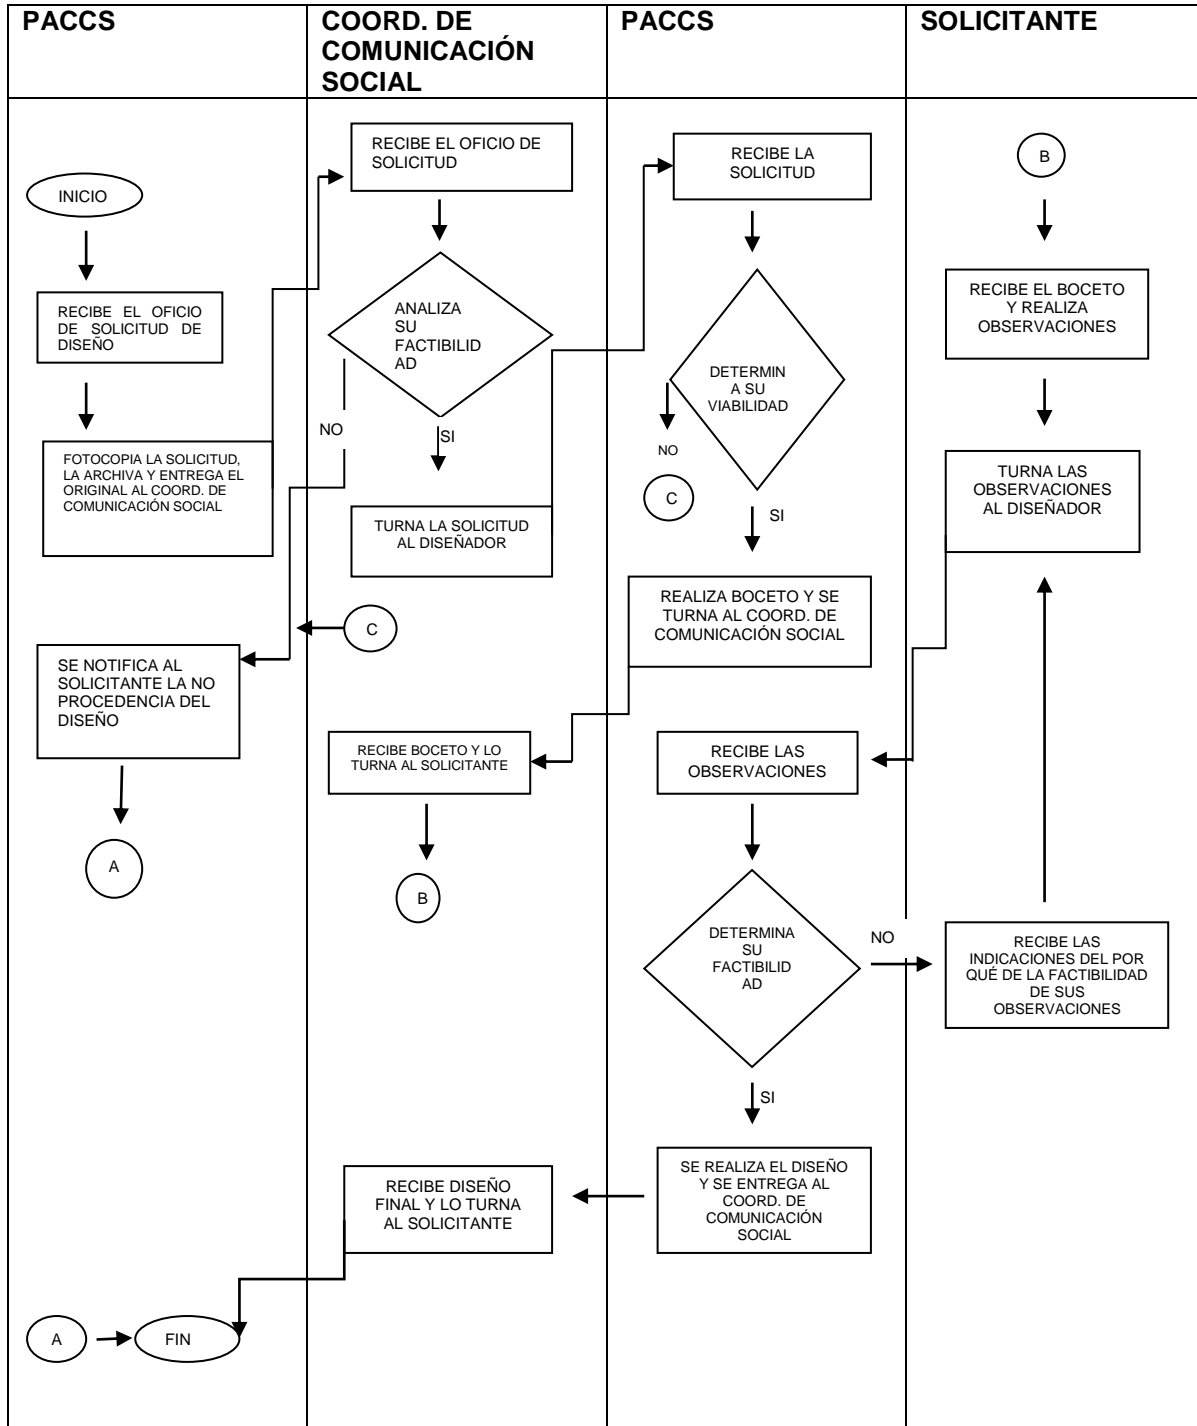 PACCS
COORD. DE
COMUNICACIÓN
SOCIAL
PACCS
SOLICITANTE
INICIO
RECIBE EL OFICIO
DE SOLICITUD DE
DISEÑO
FOTOCOPIA LA SOLICITUD,
LA ARCHIVA Y ENTREGA EL
ORIGINAL AL COORD. DE
COMUNICACIÓN SOCIAL
SE NOTIFICA AL
SOLICITANTE LA NO
PROCEDENCIA DEL
DISEÑO
A
A
FIN
RECIBE EL OFICIO DE
SOLICITUD
ANALIZA
SU
FACTIBILID
AD
NO
SI
TURNA LA SOLICITUD
AL DISEÑADOR
C
RECIBE BOCETO Y LO
TURNA AL SOLICITANTE
B
RECIBE DISEÑO
FINAL Y LO TURNA
AL SOLICITANTE
RECIBE LA
SOLICITUD
DETERMIN
A SU
VIABILIDAD
NO
C
SI
REALIZA BOCETO Y SE
TURNA AL COORD. DE
COMUNICACIÓN SOCIAL
RECIBE LAS
OBSERVACIONES
DETERMINA
SU
FACTIBILID
AD
NO
SI
SE REALIZA EL DISEÑO
Y SE ENTREGA AL
COORD. DE
COMUNICACIÓN
SOCIAL
B
RECIBE EL BOCETO
Y REALIZA
OBSERVACIONES
TURNA LAS
OBSERVACIONES
AL DISEÑADOR
RECIBE LAS
INDICACIONES DEL POR
QUÉ DE LA FACTIBILIDAD
DE SUS
OBSERVACIONES